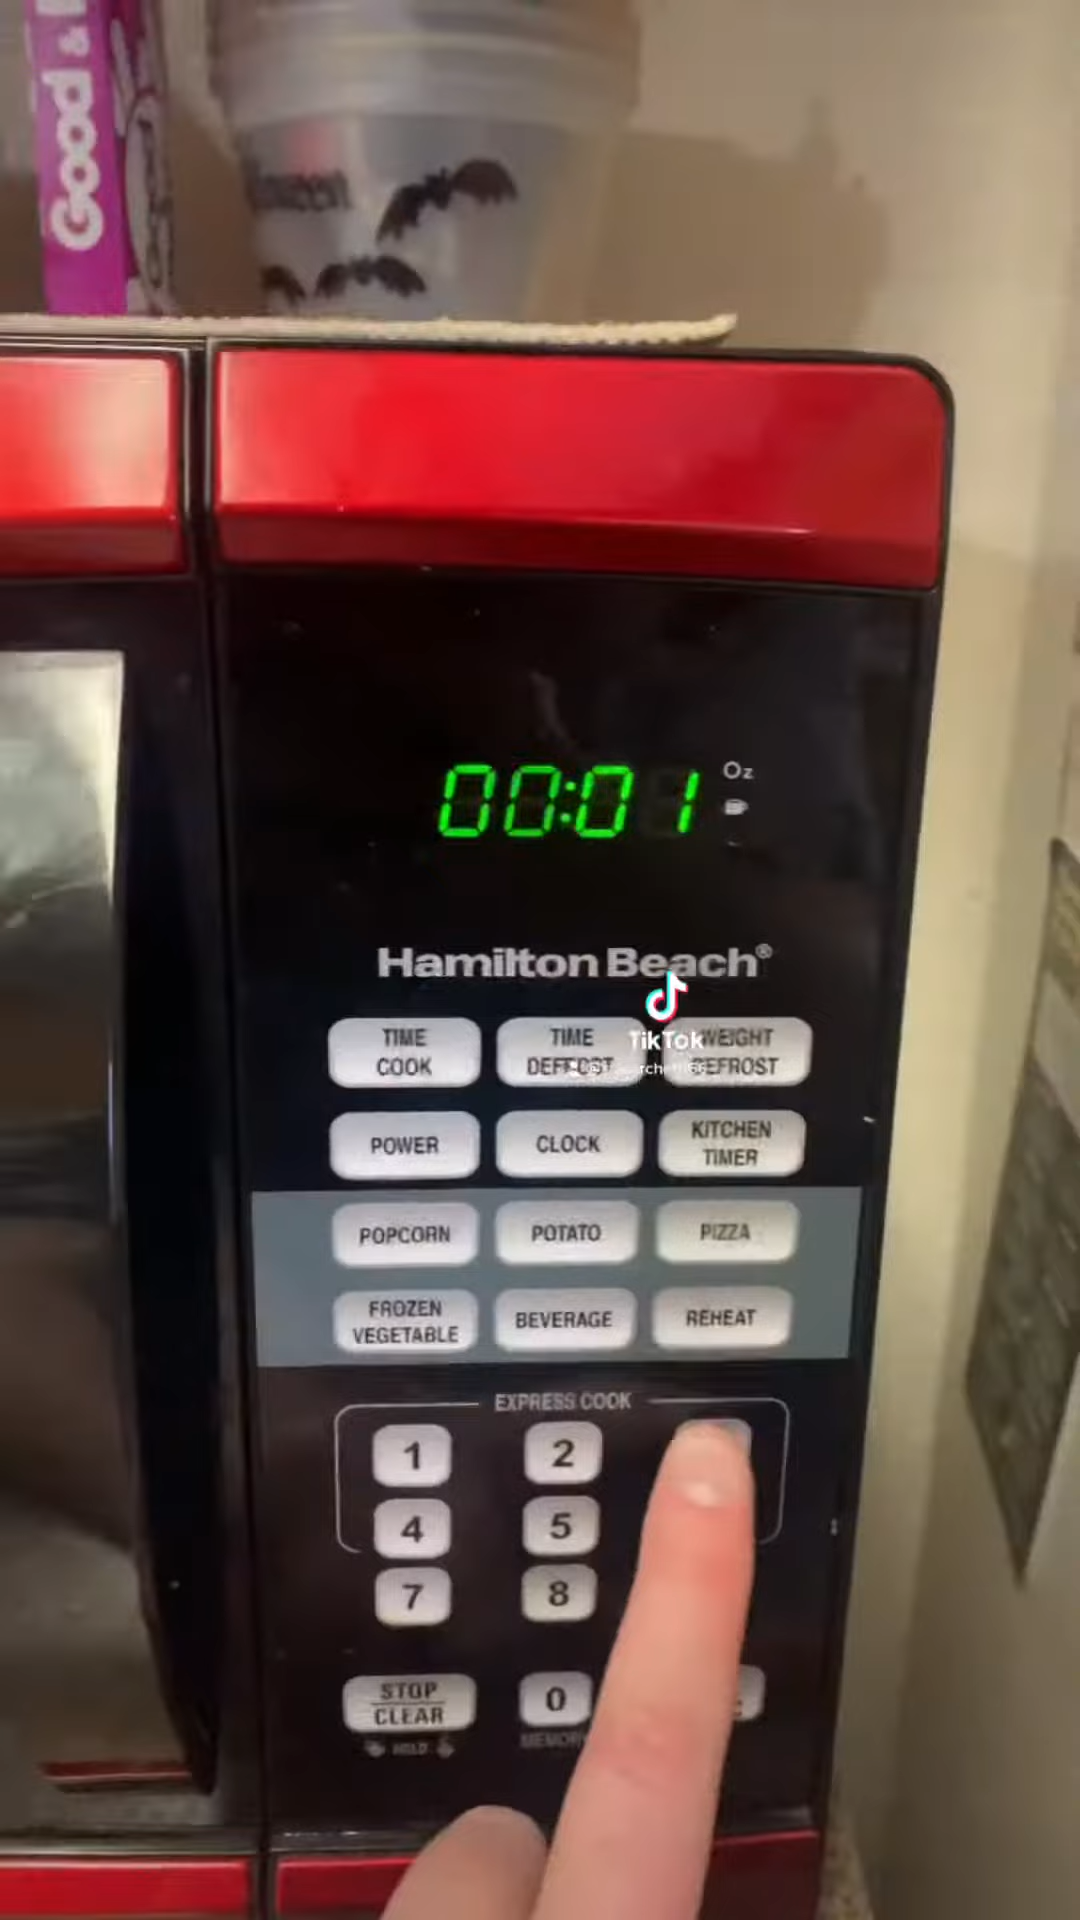 Good &
00:01
Oz
Hamilton Beach®
TikTok
TIME COOK
TIME DEFROST
WEIGHT DEFROST
POWER
CLOCK
KITCHEN TIMER
POPCORN
POTATO
PIZZA
FROZEN VEGETABLE
BEVERAGE
REHEAT
EXPRESS COOK
1
2
4
5
7
8
STOP
CLEAR
0
HOLD